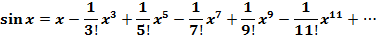 sin x = x − 1/3! x³ + 1/5! x⁵ − 1/7! x⁷ + 1/9! x⁹ − 1/11! x¹¹ + ⋯